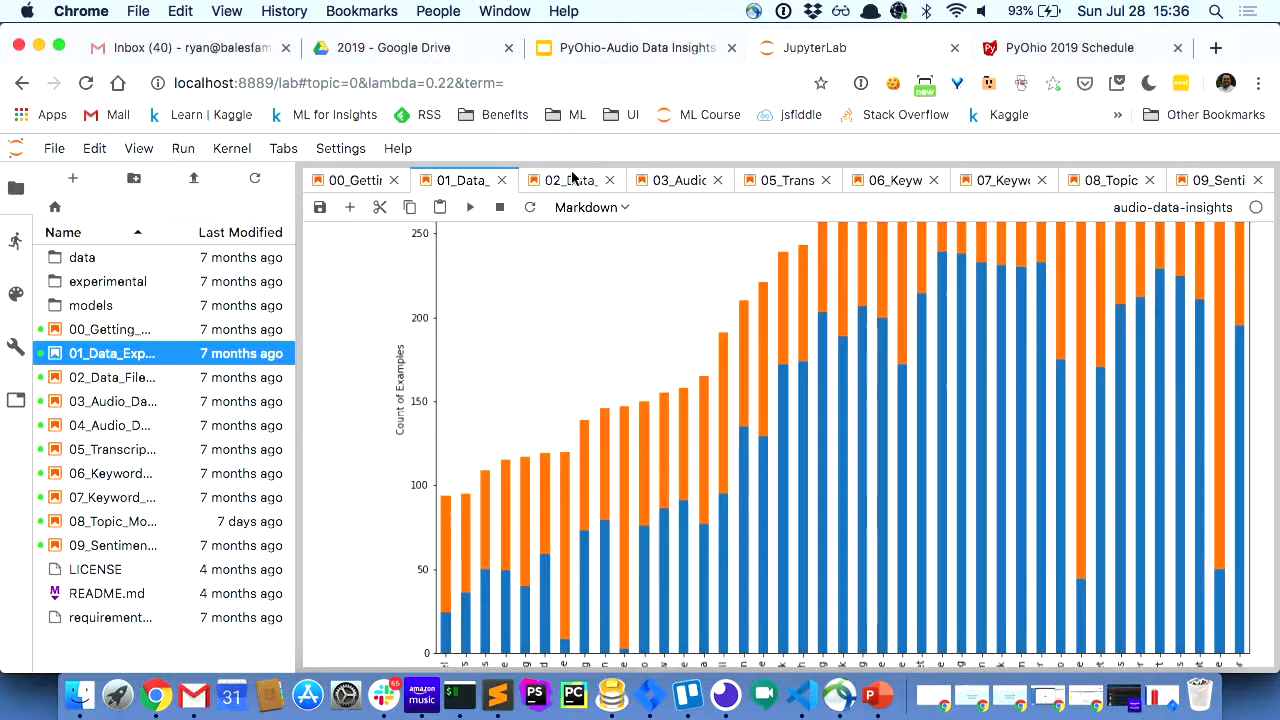 Chrome File Edit View History Bookmarks People Window Help 93% Sun Jul 28 15:36
Inbox (40) - ryan@balesfam 2019 - Google Drive PyOhio-Audio Data Insights JupyterLab PyOhio 2019 Schedule
localhost:8889/lab#topic=0&lambda=0.22&term= new
Apps Mail Learn | Kaggle ML for Insights RSS Benefits ML UI ML Course jsfiddle Stack Overflow Kaggle » Other Bookmarks
File Edit View Run Kernel Tabs Settings Help
00_Gettin 01_Data_ 02_Data_ 03_Audic 05_Trans 06_Keyw 07_Keywo 08_Topic 09_Senti
Markdown audio-data-insights
Name Last Modified
data 7 months ago
experimental 7 months ago
models 7 months ago
00_Getting_... 7 months ago
01_Data_Exp... 7 months ago
02_Data_File... 7 months ago
03_Audio_Da... 7 months ago
04_Audio_D... 7 months ago
05_Transcrip... 7 months ago
06_Keyword... 7 months ago
07_Keyword_... 7 months ago
08_Topic_Mo... 7 days ago
09_Sentimen... 7 months ago
LICENSE 4 months ago
README.md 4 months ago
requirement... 7 months ago
250
200
150
100
50
0
Count of Examples
65
31
amazon music
PS
PC